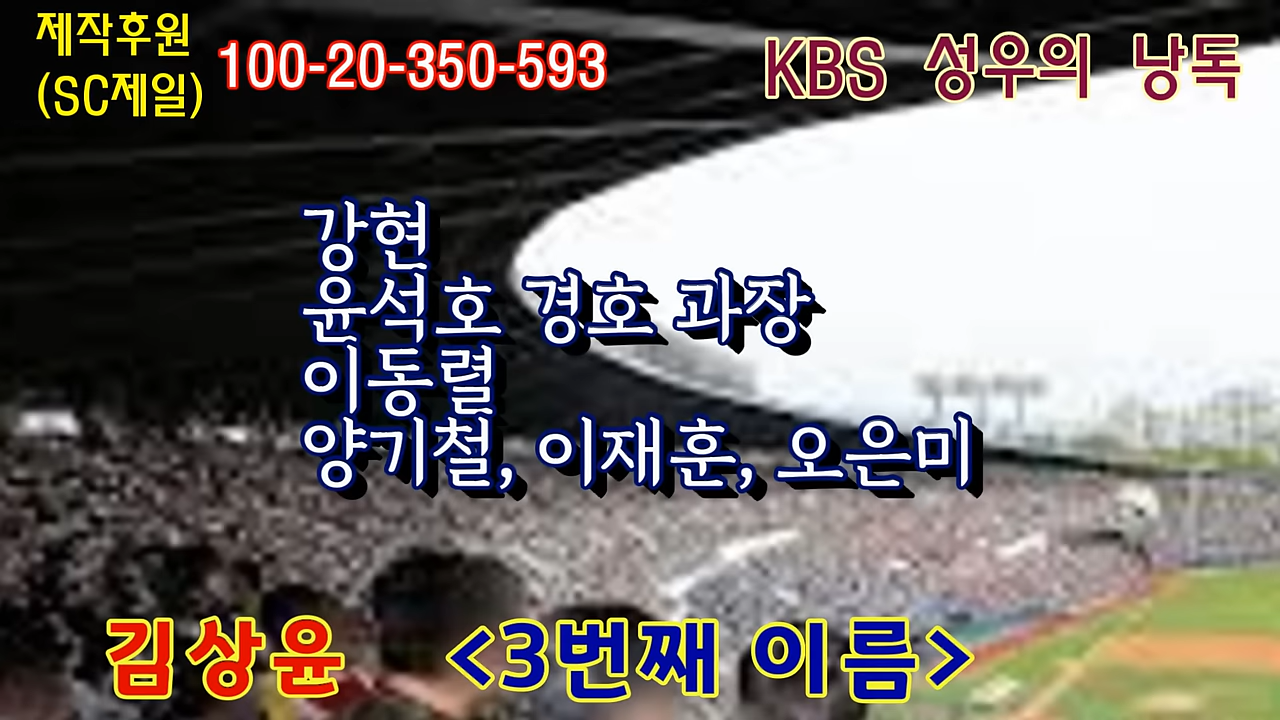 제작후원
(SC제일)
100-20-350-593
KBS 성우의 낭독
강현
윤석호 경호 과장
이동렬
양기철, 이재훈, 오은미
김상윤 <3번째 이름>